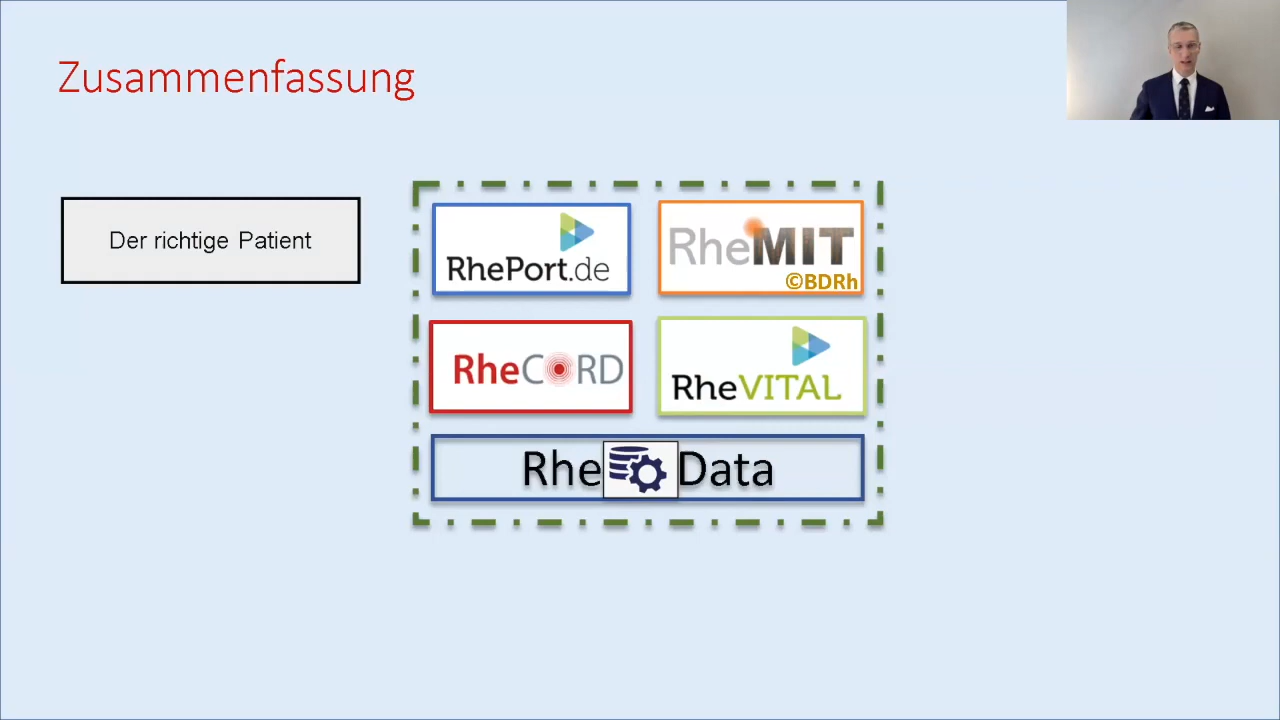 Zusammenfassung
Der richtige Patient
RhePort.de
RheMIT
©BDRh
RheCORD
RheVITAL
Rhe Data